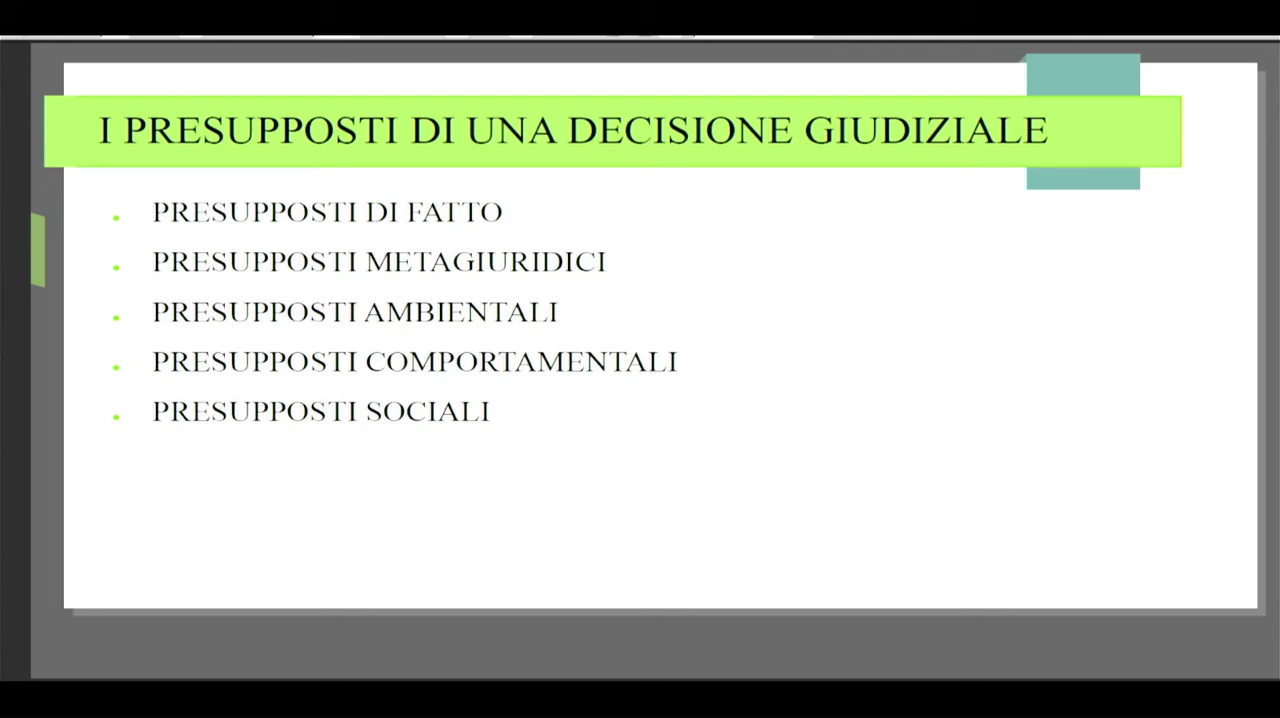 I PRESUPPOSTI DI UNA DECISIONE GIUDIZIALE
PRESUPPOSTI DI FATTO
PRESUPPOSTI METAGIURIDICI
PRESUPPOSTI AMBIENTALI
PRESUPPOSTI COMPORTAMENTALI
PRESUPPOSTI SOCIALI